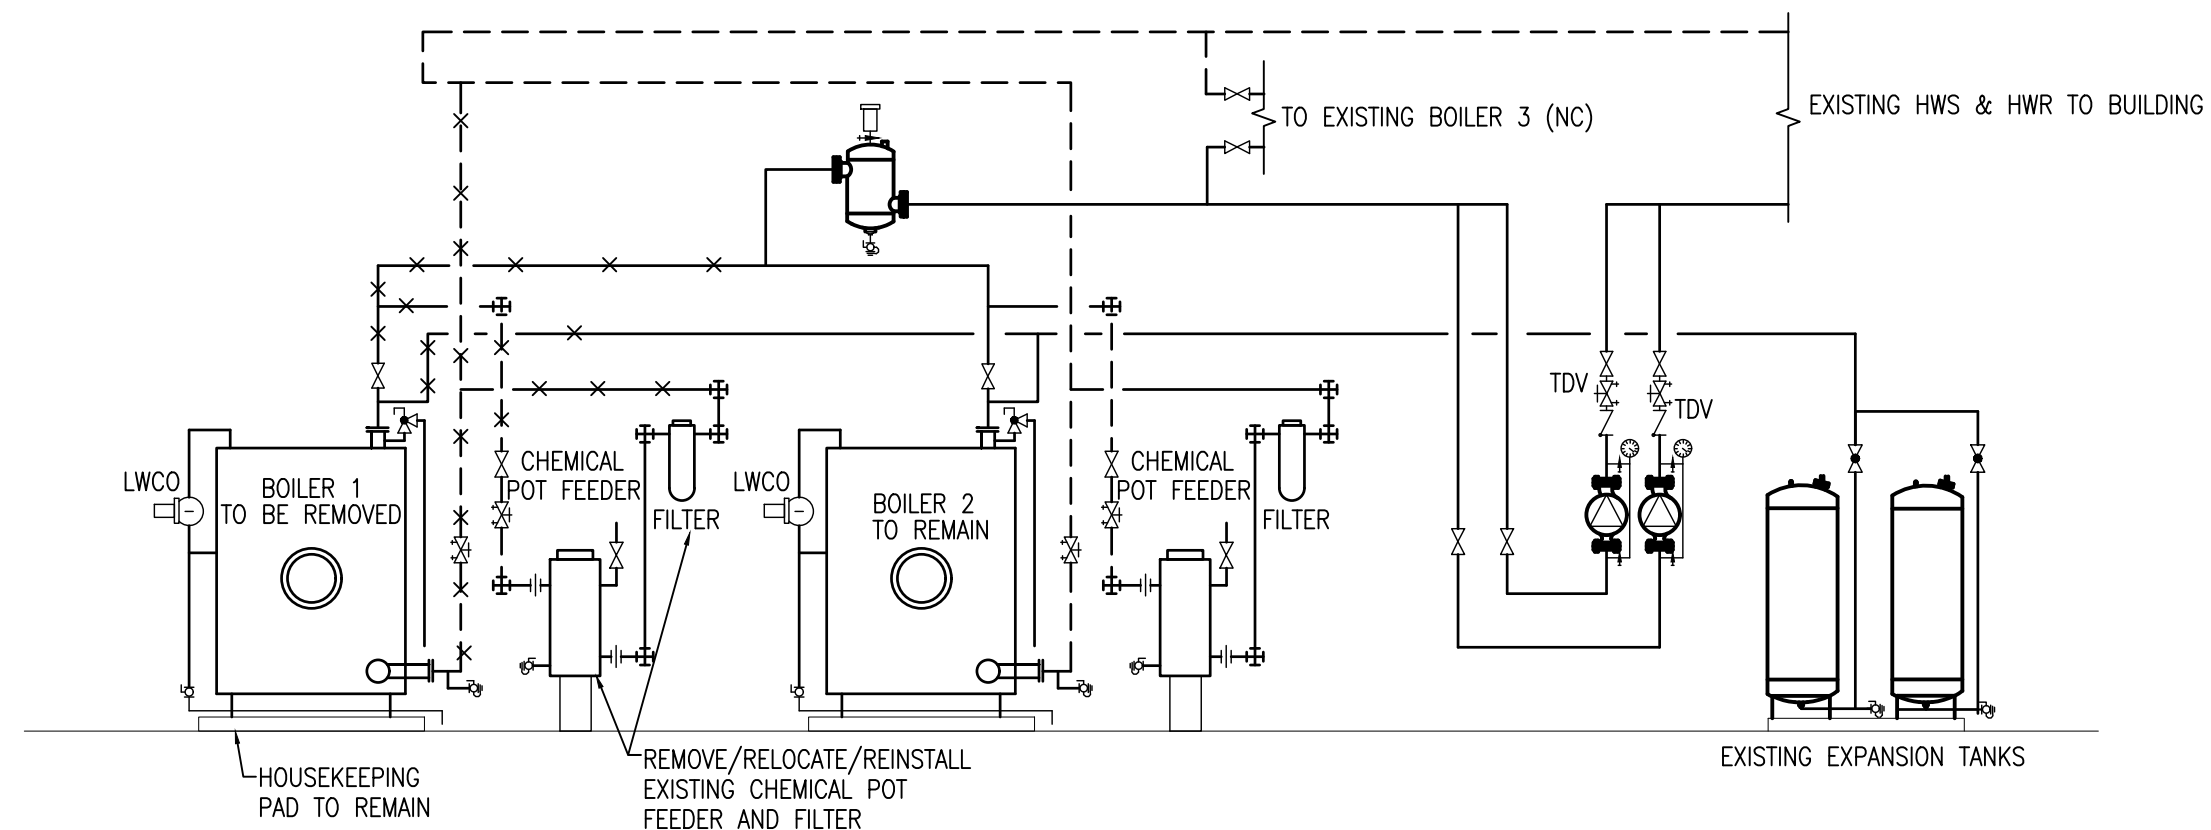 EXISTING HWS & HWR TO BUILDING
TO EXISTING BOILER 3 (NC)
TDV
TDV
LWCO
BOILER 1
TO BE REMOVED
CHEMICAL
POT FEEDER
FILTER
LWCO
BOILER 2
TO REMAIN
CHEMICAL
POT FEEDER
FILTER
HOUSEKEEPING
PAD TO REMAIN
REMOVE/RELOCATE/REINSTALL
EXISTING CHEMICAL POT
FEEDER AND FILTER
EXISTING EXPANSION TANKS